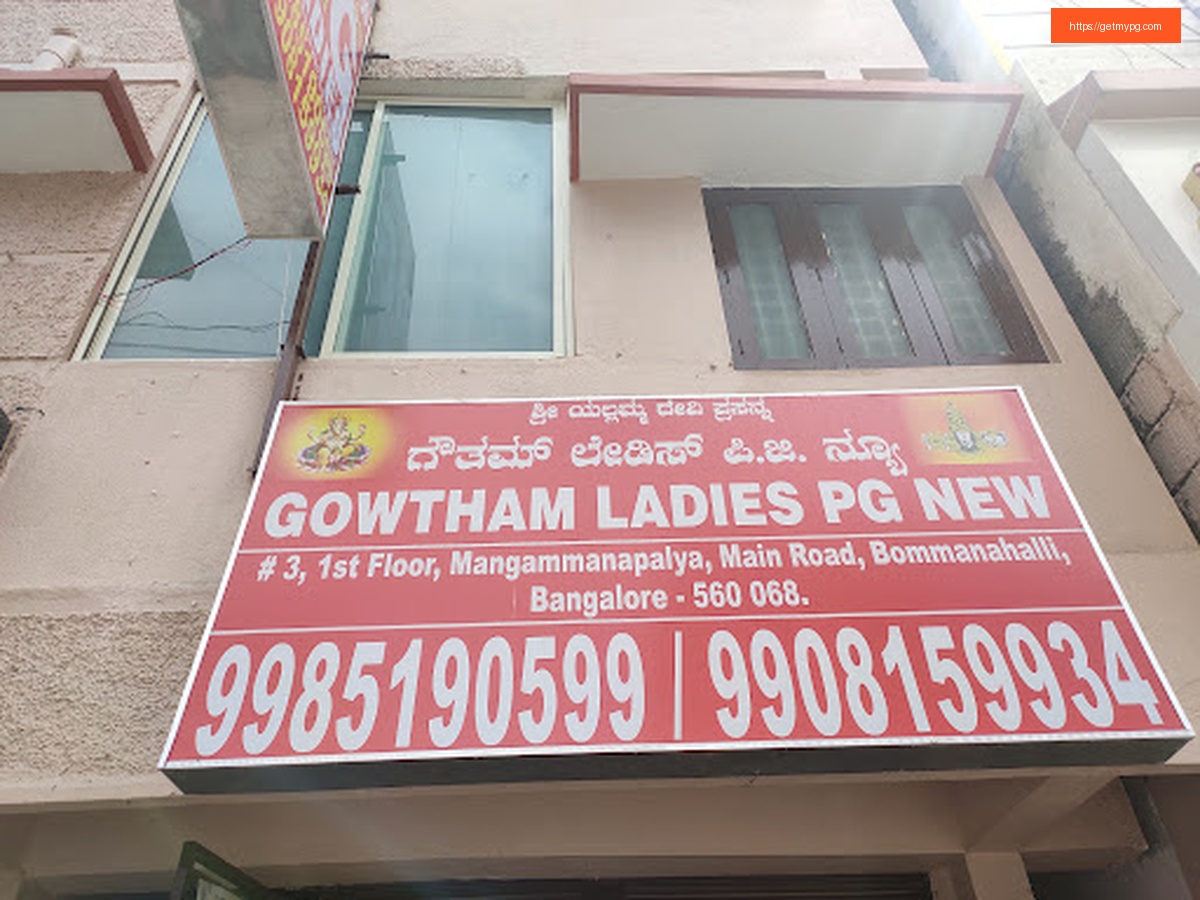 https://getmypg.com
ಶ್ರೀ ಯಲ್ಲಮ್ಮ ದೇವಿ ಪ್ರಸನ್ನ
ಗೌತಮ್ ಲೇಡಿಸ್ ಪಿ.ಜಿ. ನ್ಯೂ
GOWTHAM LADIES PG NEW
# 3, 1st Floor, Mangammanapalya, Main Road, Bommanahalli,
Bangalore - 560 068.
9985190599 | 9908159934